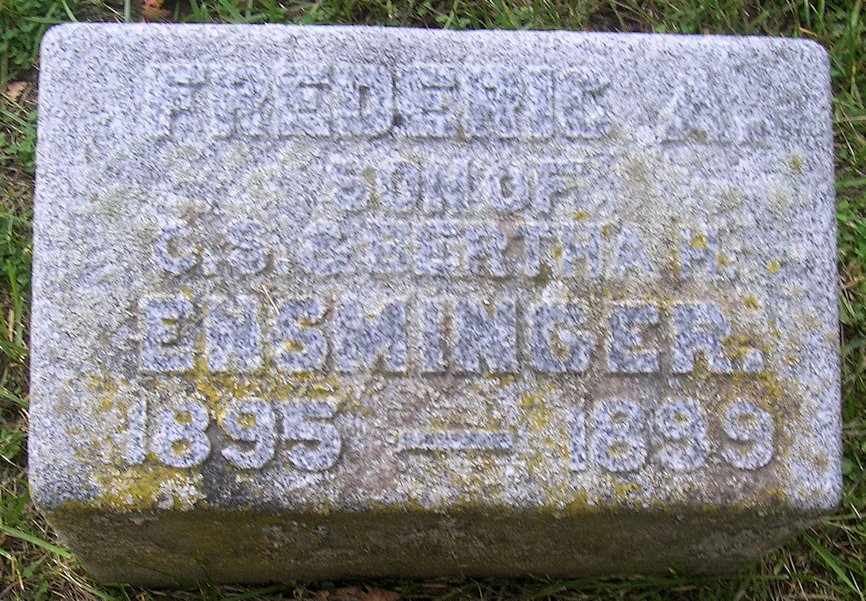 FREDERIC A.
SON OF
C. S. & BERTHA H.
ENSMINGER.
1895 — 1899